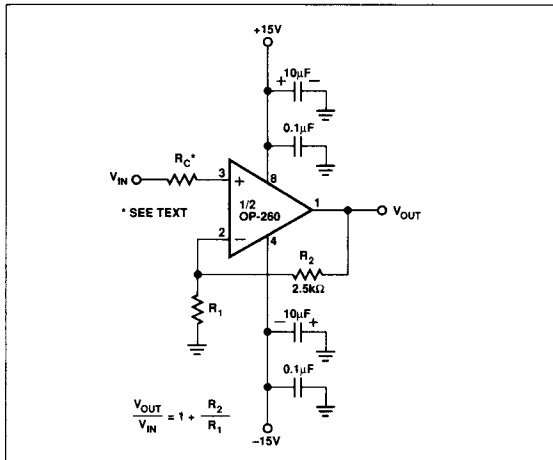 +15V
+ 10μF −
0.1μF
RC*
VIN
3
+
8
1/2
OP-260
1
VOUT
* SEE TEXT
2
−
4
R2
2.5kΩ
R1
− 10μF +
0.1μF
VOUT / VIN = 1 + R2 / R1
−15V